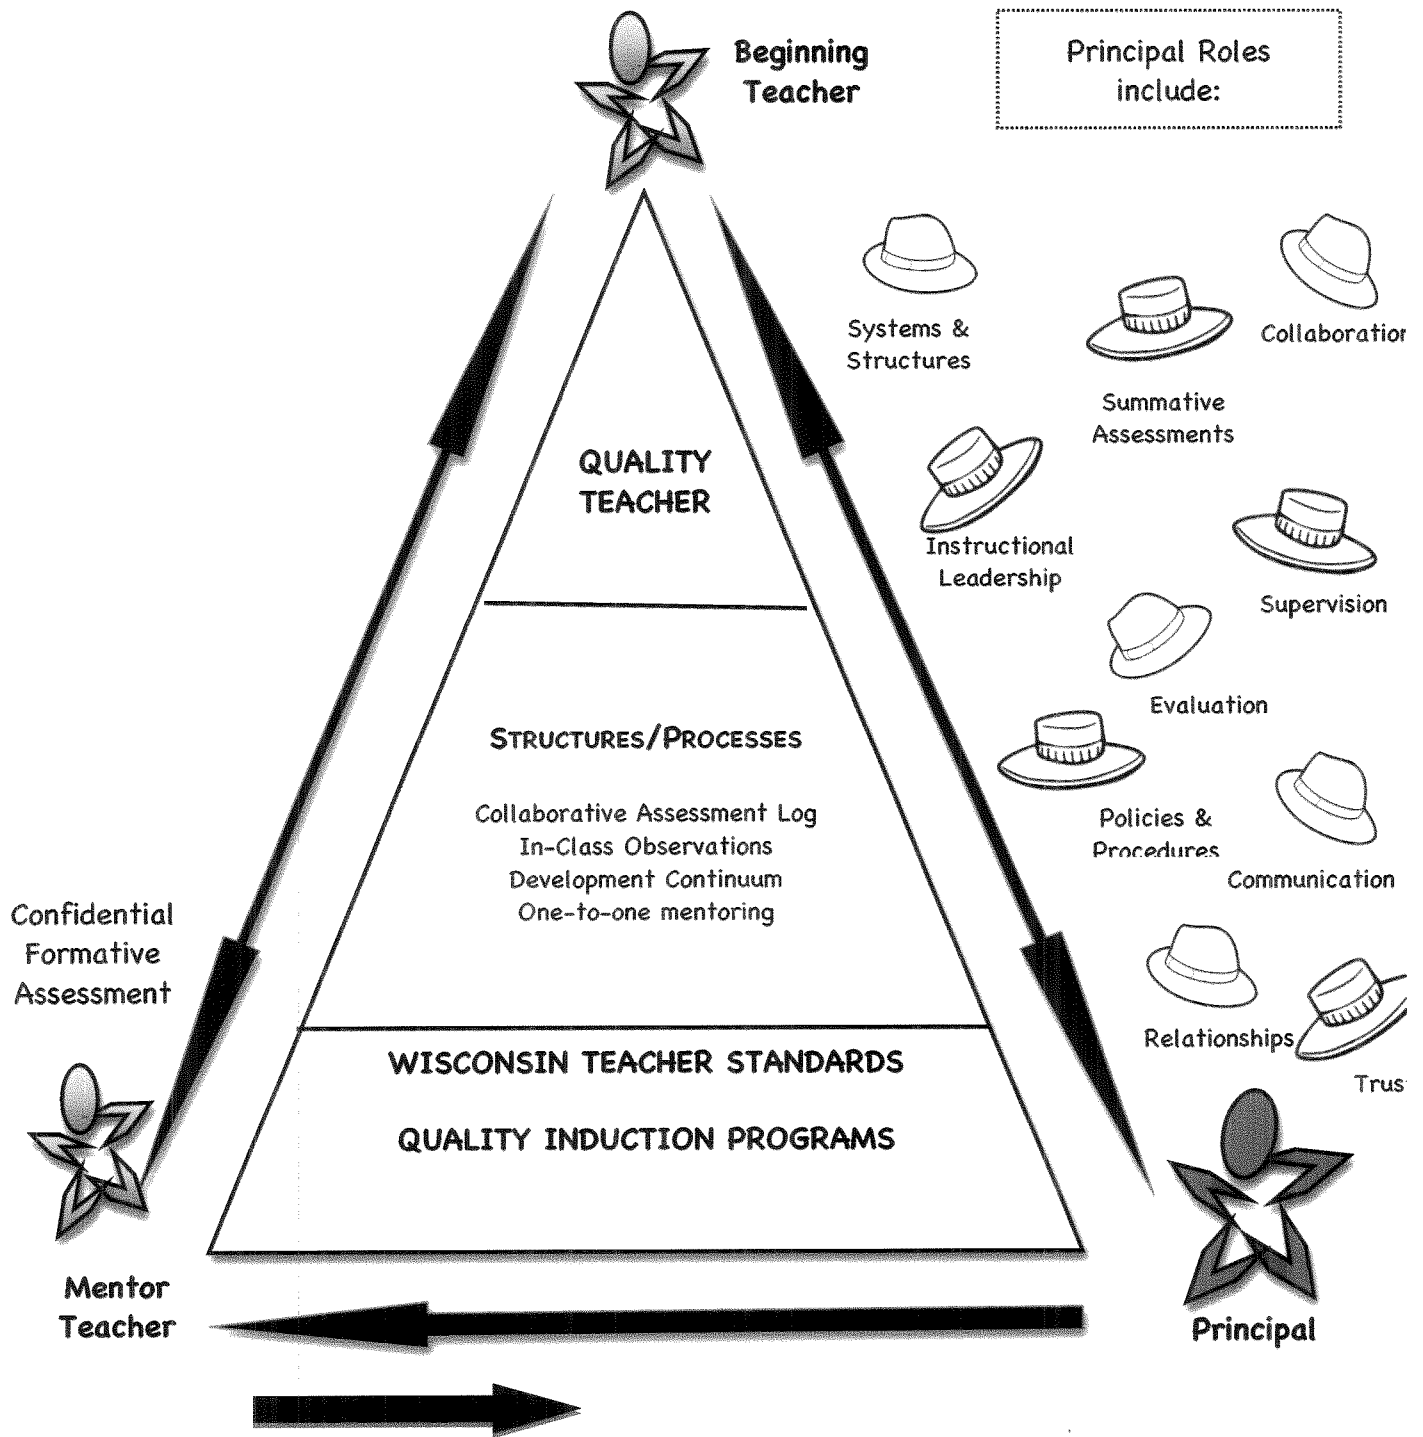 Beginning
Teacher
Principal Roles
include:
Systems &
Structures
Summative
Assessments
Collaboration
QUALITY
TEACHER
Instructional
Leadership
Supervision
Evaluation
STRUCTURES/PROCESSES
Collaborative Assessment Log
In-Class Observations
Development Continuum
One-to-one mentoring
Policies &
Procedures
Communication
Confidential
Formative
Assessment
Relationships
Trust
WISCONSIN TEACHER STANDARDS
QUALITY INDUCTION PROGRAMS
Mentor
Teacher
Principal